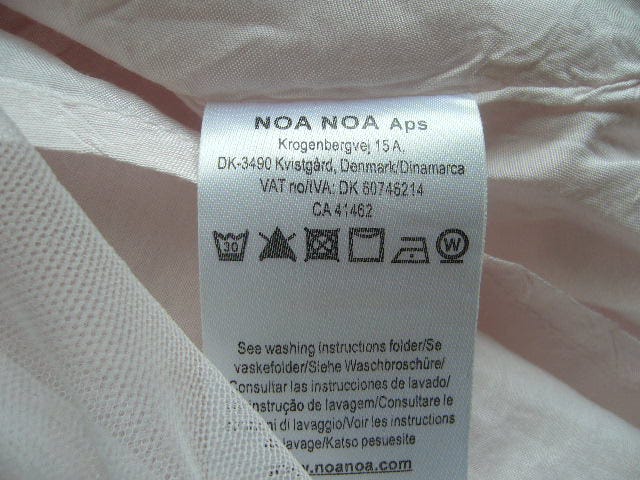 NOA NOA Aps
Krogenbergvej 15 A.
DK-3490 Kvistgård, Denmark/Dinamarca
VAT no/IVA: DK 60746214
CA 41462
30 W
See washing instructions folder/Se
vaskefolder/Siehe Waschbroschüre/
Consultar las instrucciones de lavado/
instrução de lavagem/Consultare le
di lavaggio/Voir les instructions
lavage/Katso pesuesite
.noanoa.com